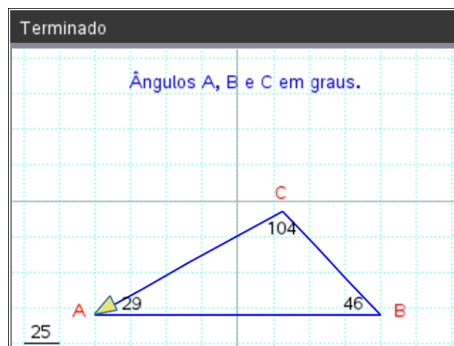 Terminado
Ângulos A, B e C em graus.
C
104
A 29 46 B
25